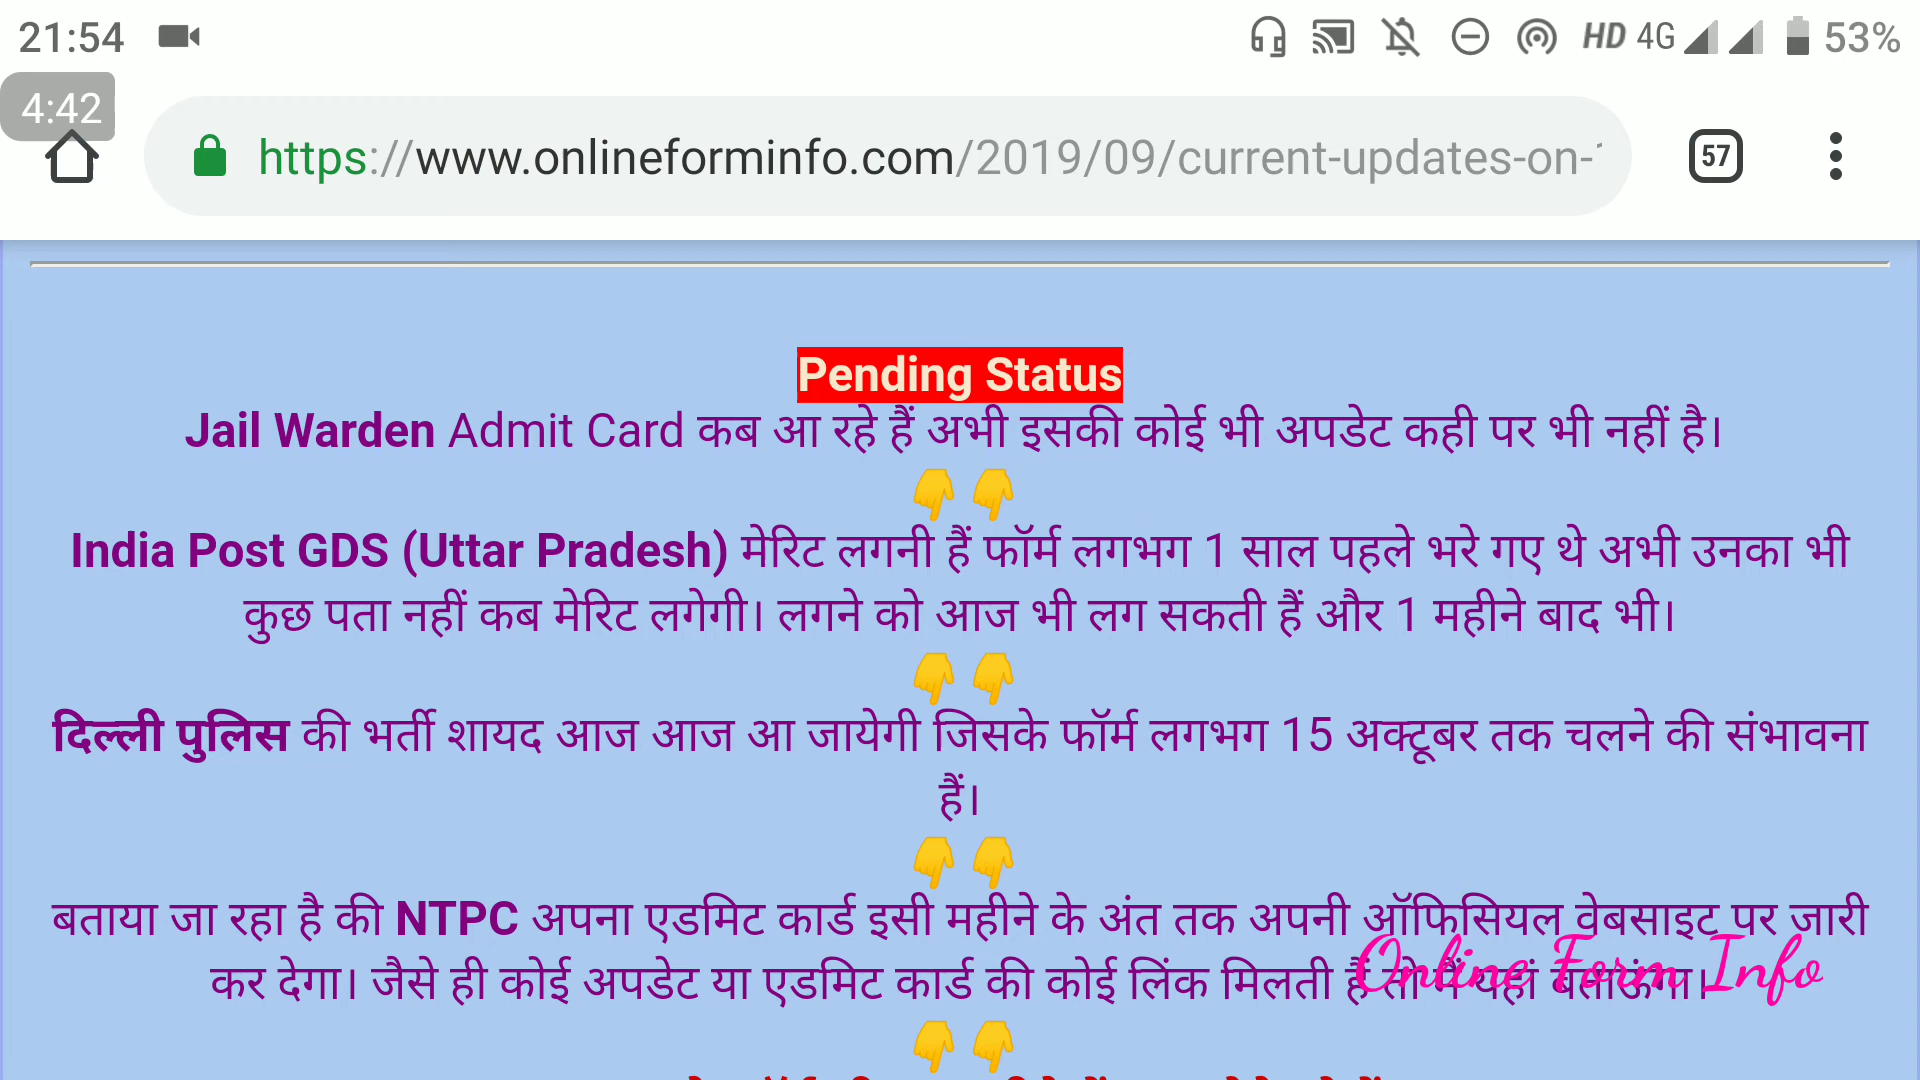 21:54 HD 4G 53%
4:42
https://www.onlineforminfo.com/2019/09/current-updates-on- 57
Pending Status
Jail Warden Admit Card कब आ रहे हैं अभी इसकी कोई भी अपडेट कही पर भी नहीं है।
👇👇
India Post GDS (Uttar Pradesh) मेरिट लगनी हैं फॉर्म लगभग 1 साल पहले भरे गए थे अभी उनका भी
कुछ पता नहीं कब मेरिट लगेगी। लगने को आज भी लग सकती हैं और 1 महीने बाद भी।
👇👇
दिल्ली पुलिस की भर्ती शायद आज आज आ जायेगी जिसके फॉर्म लगभग 15 अक्टूबर तक चलने की संभावना
हैं।
👇👇
बताया जा रहा है की NTPC अपना एडमिट कार्ड इसी महीने के अंत तक अपनी ऑफिसियल वेबसाइट पर जारी
कर देगा। जैसे ही कोई अपडेट या एडमिट कार्ड की कोई लिंक मिलती है तो मैं यहां बताऊंगा।
Online Form Info
👇👇